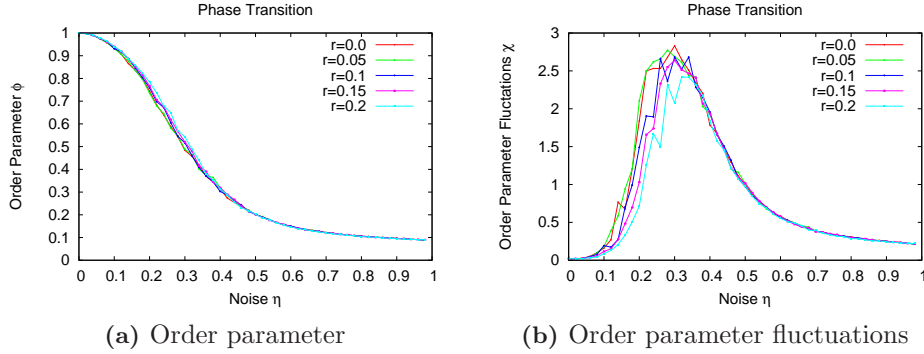 Phase Transition
1
0.9
0.8
0.7
0.6
0.5
0.4
0.3
0.2
0.1
0
Order Parameter ϕ
r=0.0
r=0.05
r=0.1
r=0.15
r=0.2
0 0.1 0.2 0.3 0.4 0.5 0.6 0.7 0.8 0.9 1
Noise η
(a) Order parameter
Phase Transition
3
2.5
2
1.5
1
0.5
0
Order Parameter Fluctations χ
r=0.0
r=0.05
r=0.1
r=0.15
r=0.2
0 0.1 0.2 0.3 0.4 0.5 0.6 0.7 0.8 0.9 1
Noise η
(b) Order parameter fluctuations